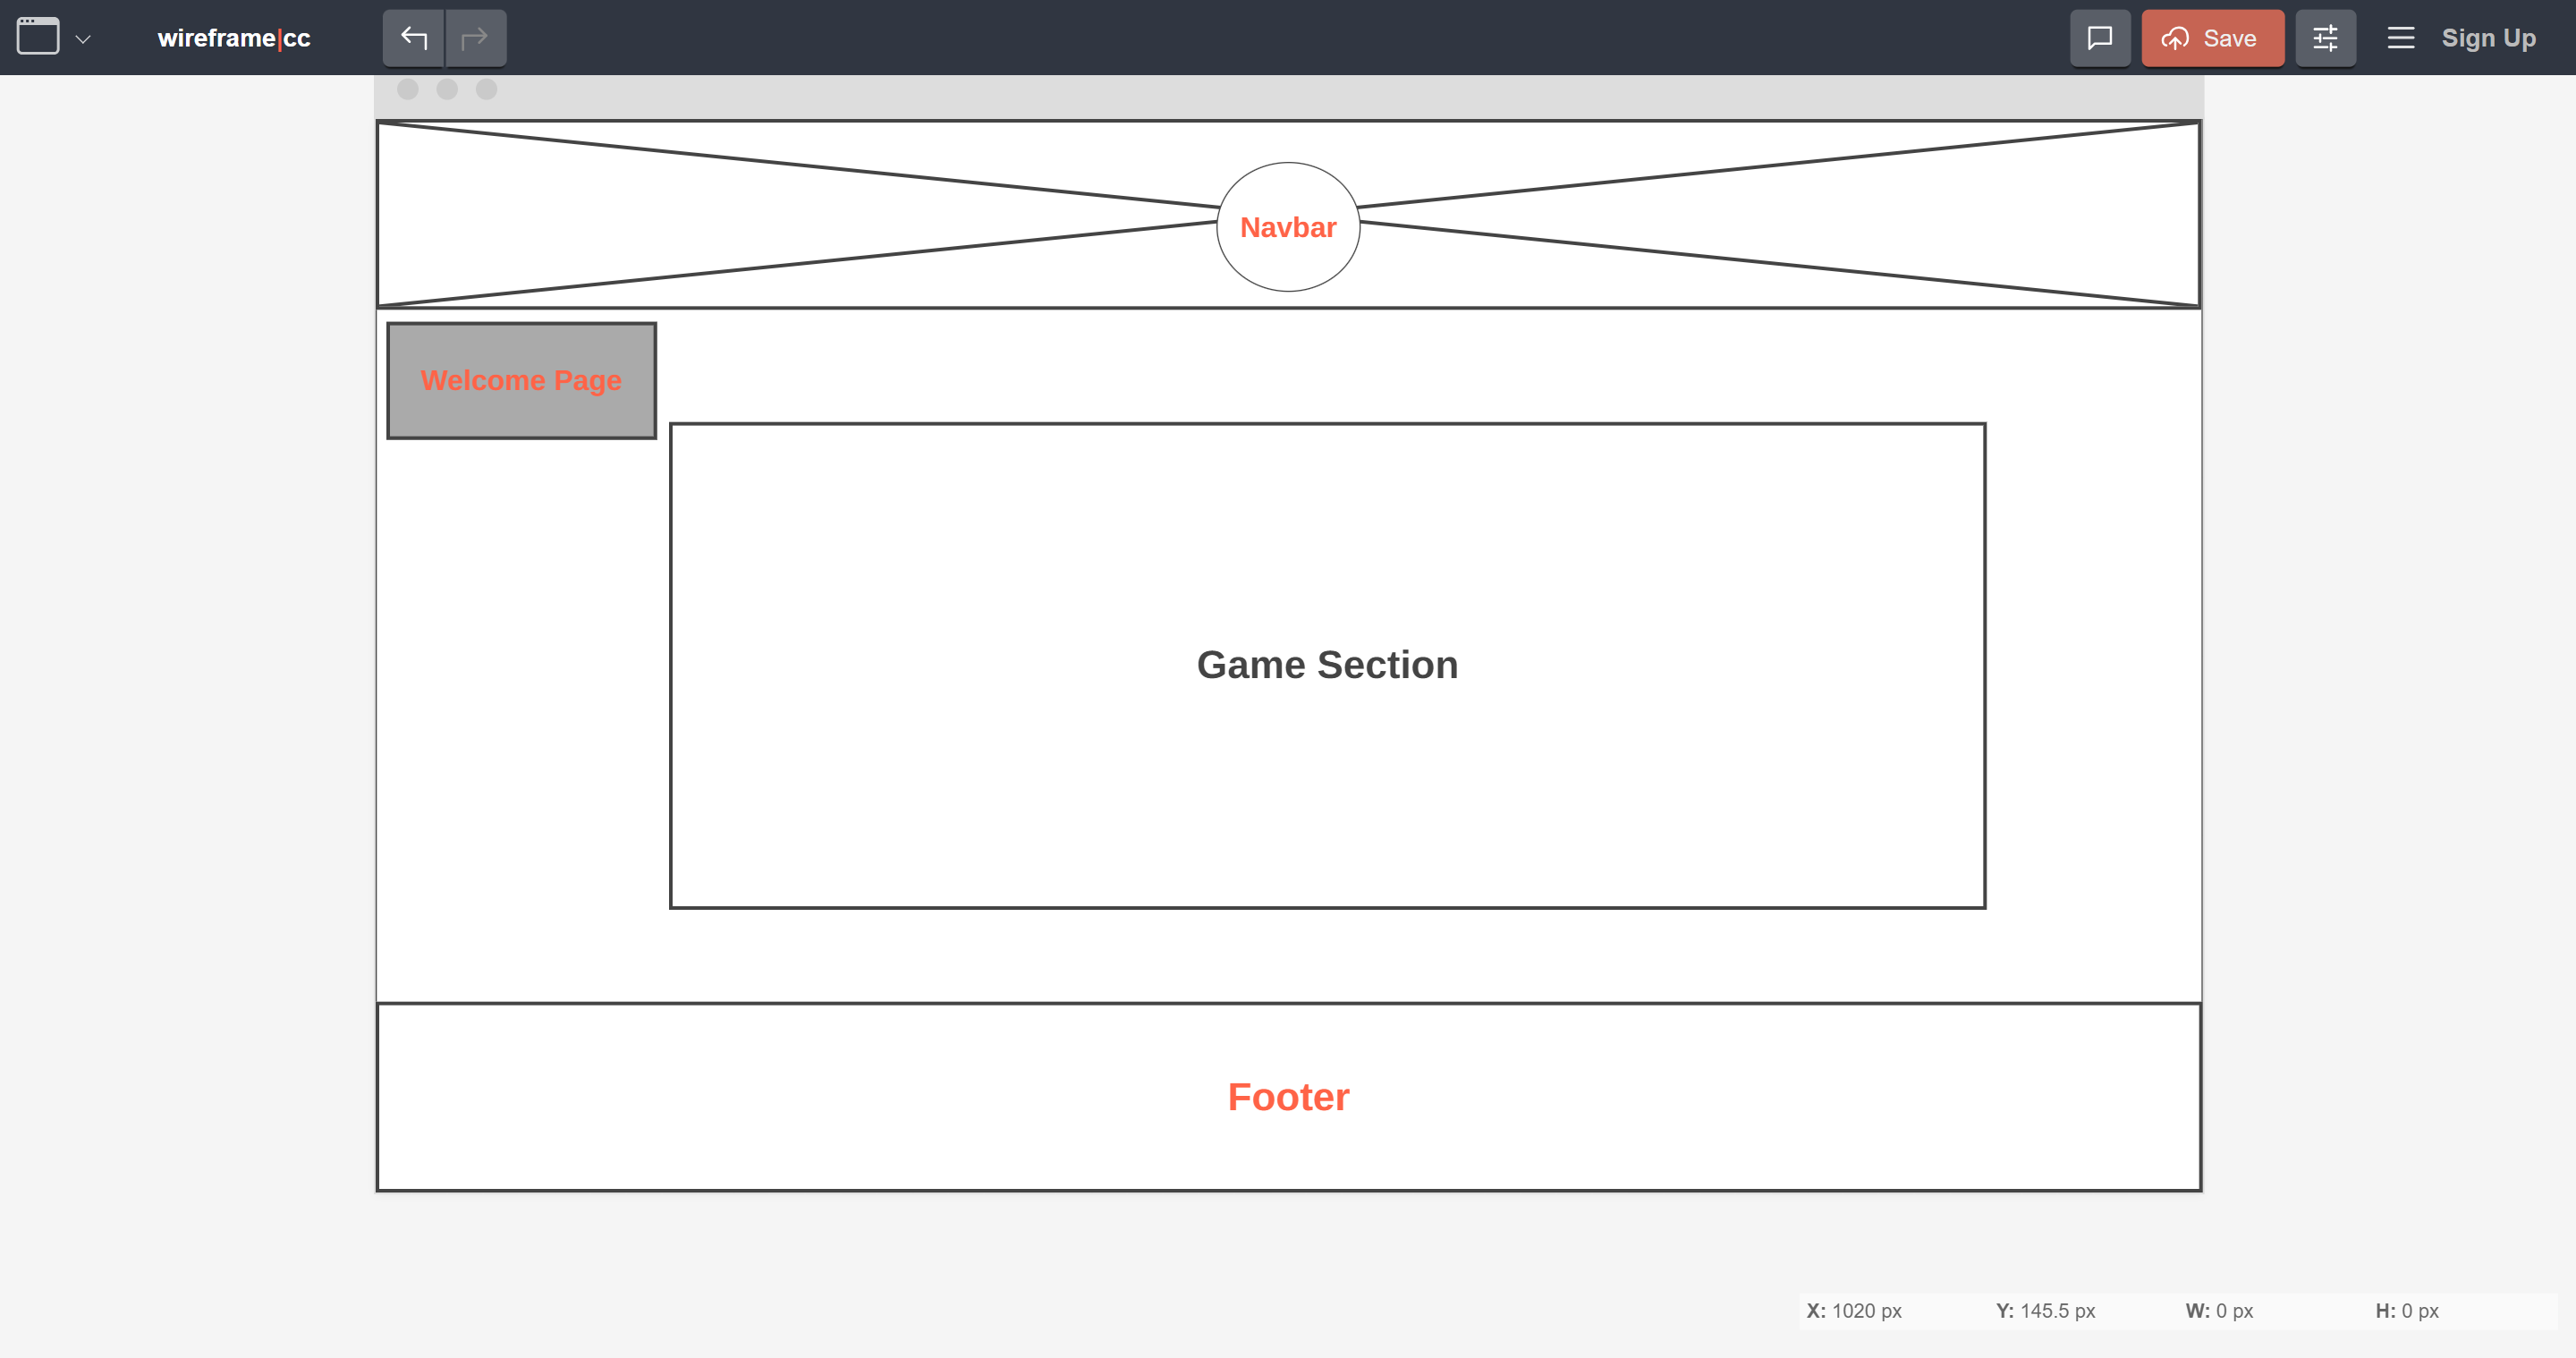 wireframe|cc
Save
Sign Up
Navbar
Welcome Page
Game Section
Footer
X: 1020 px Y: 145.5 px W: 0 px H: 0 px